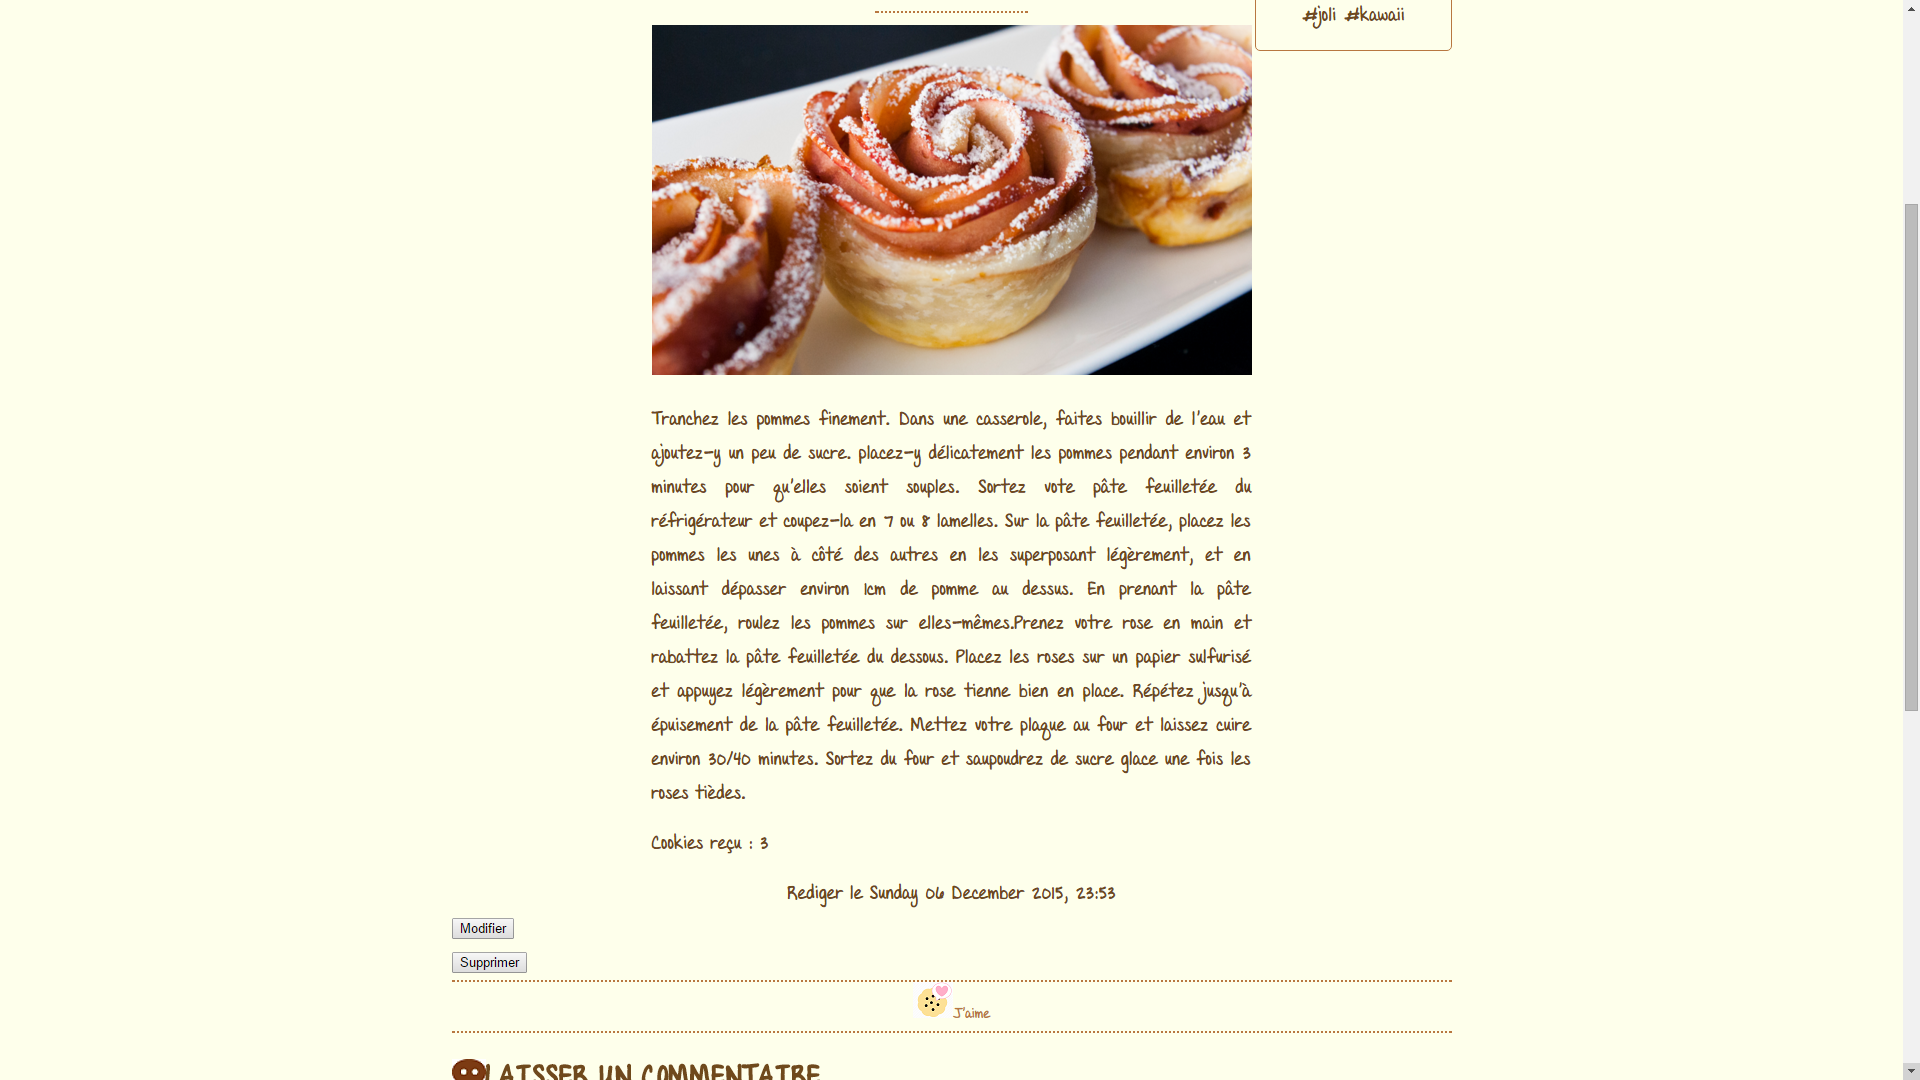 #joli #kawaii
Tranchez les pommes finement. Dans une casserole, faites bouillir de l'eau et
ajoutez-y un peu de sucre. placez-y délicatement les pommes pendant environ 3
minutes pour qu'elles soient souples. Sortez vote pâte feuilletée du
réfrigérateur et coupez-la en 7 ou 8 lamelles. Sur la pâte feuilletée, placez les
pommes les unes à côté des autres en les superposant légèrement, et en
laissant dépasser environ 1cm de pomme au dessus. En prenant la pâte
feuilletée, roulez les pommes sur elles-mêmes.Prenez votre rose en main et
rabattez la pâte feuilletée du dessous. Placez les roses sur un papier sulfurisé
et appuyez légèrement pour que la rose tienne bien en place. Répétez jusqu'à
épuisement de la pâte feuilletée. Mettez votre plaque au four et laissez cuire
environ 30/40 minutes. Sortez du four et saupoudrez de sucre glace une fois les
roses tièdes.
Cookies reçu : 3
Rediger le Sunday 06 December 2015, 23:53
Modifier
Supprimer
J'aime
LAISSER UN COMMENTAIRE